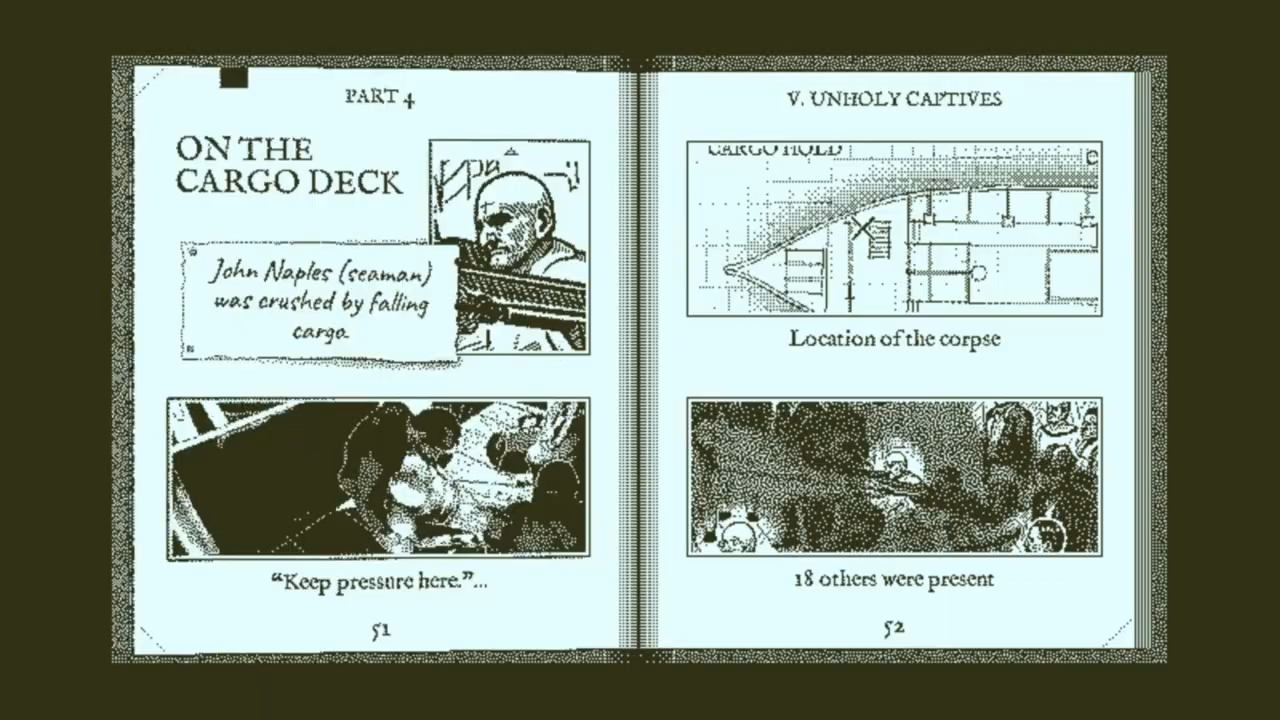 PART 4
ON THE
CARGO DECK
John Naples (seaman)
was crushed by falling
cargo.
"Keep pressure here."...
51
V. UNHOLY CAPTIVES
CARGO HOLD
Location of the corpse
18 others were present
52